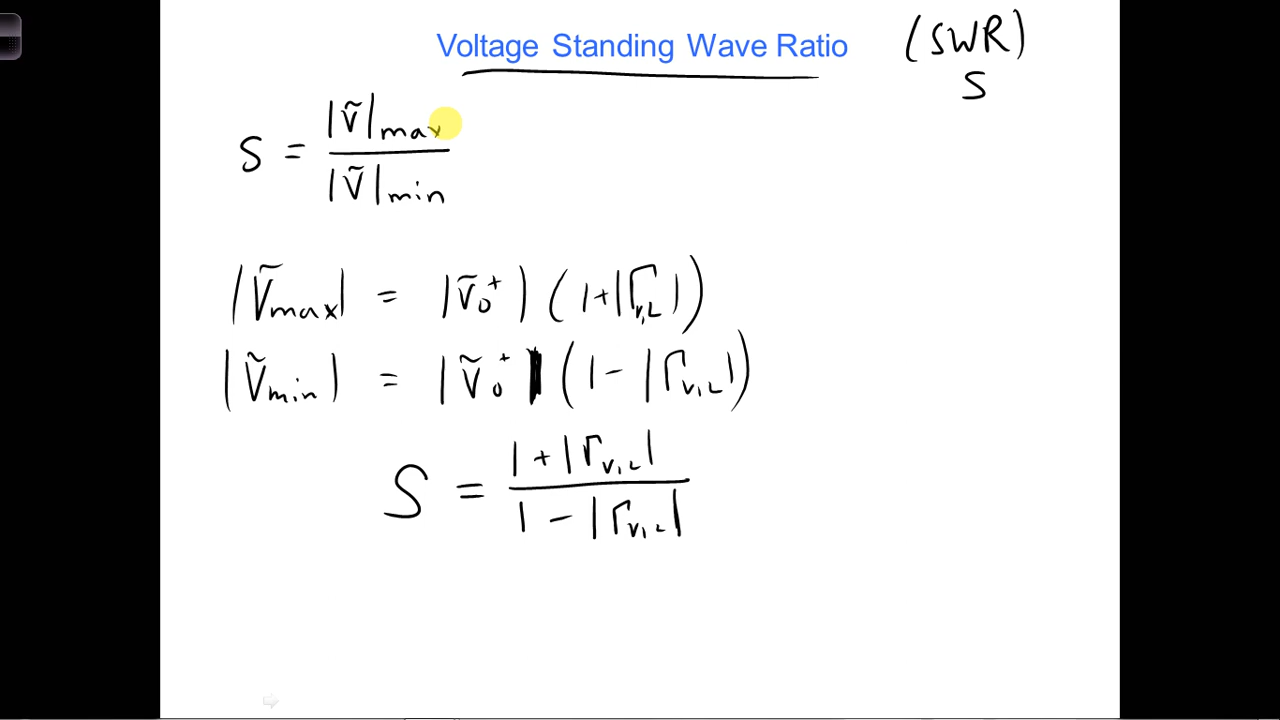 Voltage Standing Wave Ratio (SWR)
S
S = |Ṽ|max / |Ṽ|min
|Ṽmax| = |Ṽ₀⁺| (1+|Γv,L|)
|Ṽmin| = |Ṽ₀⁺| (1-|Γv,L|)
S = 1+|Γv,L| / 1-|Γv,L|